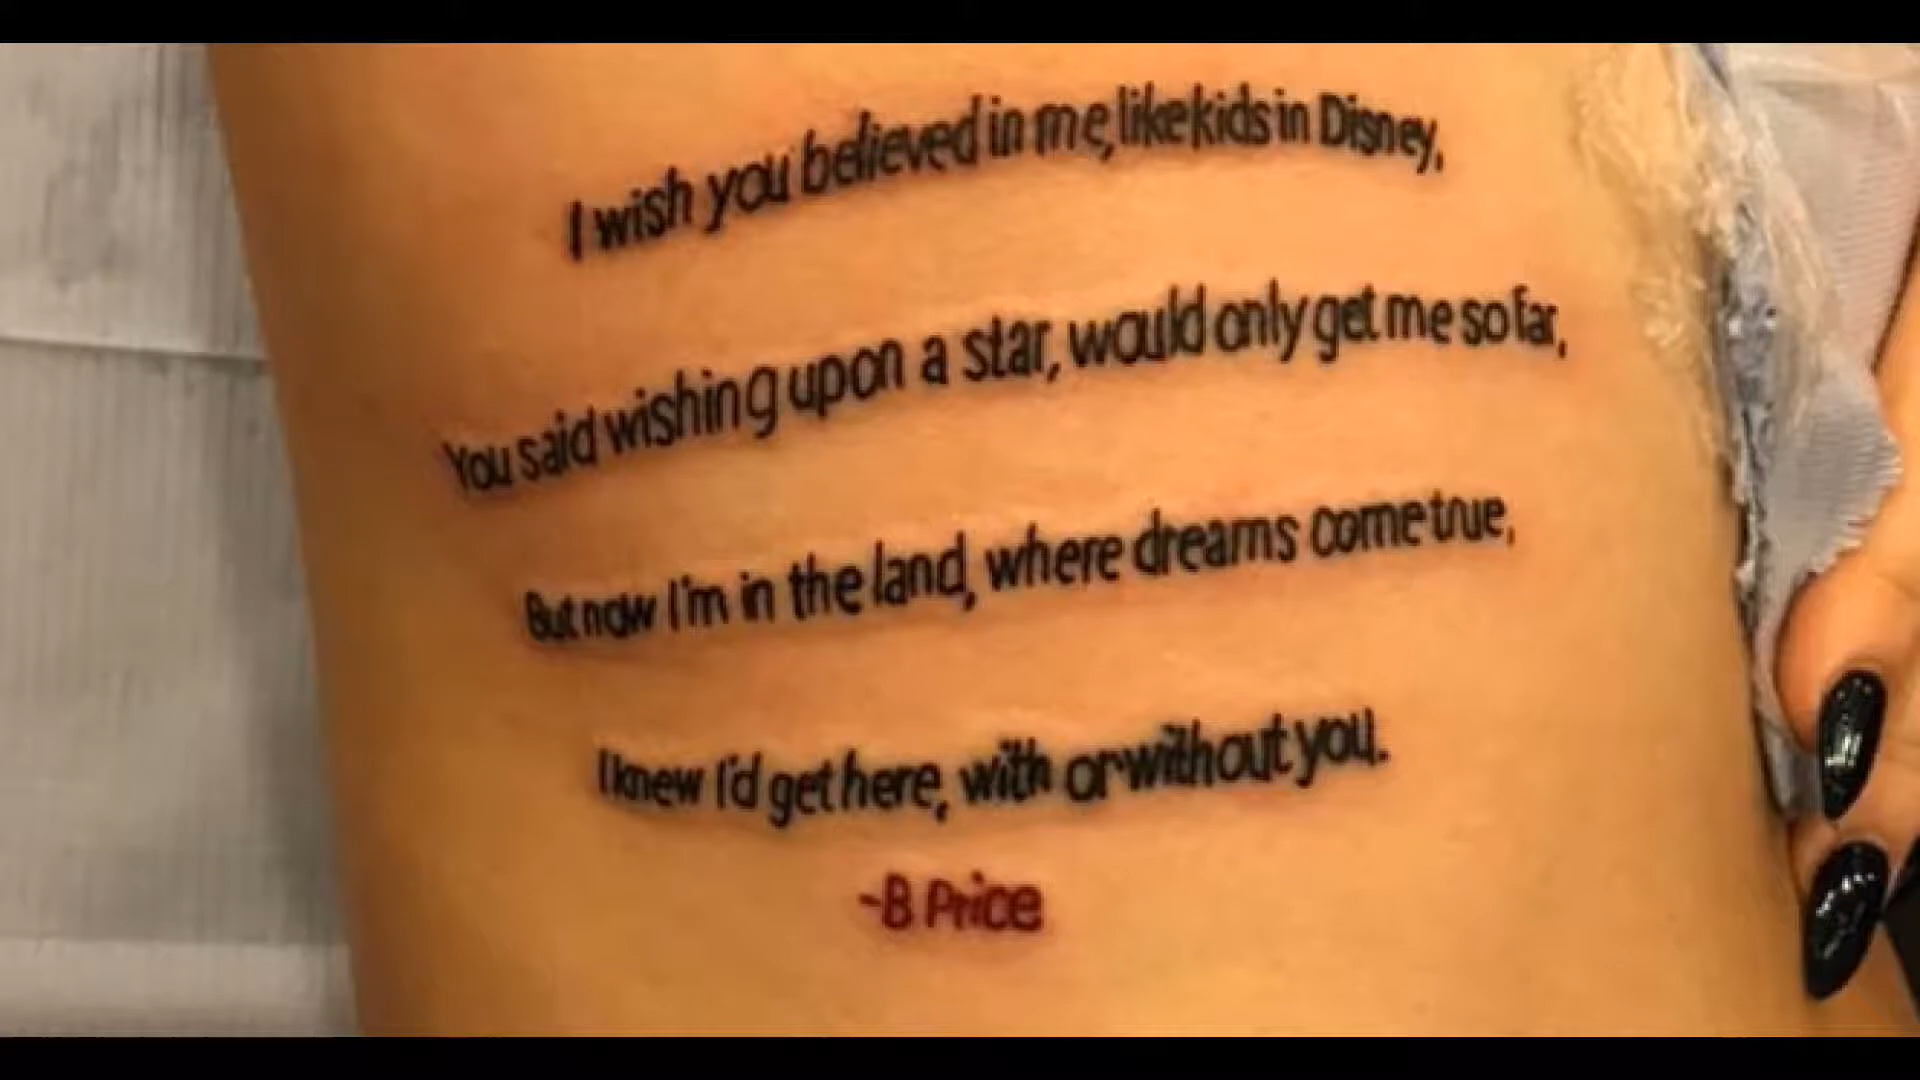 I wish you believed in me, like kids in Disney,
You said wishing upon a star, would only get me so far,
But now I'm in the land, where dreams come true,
I knew I'd get here, with or without you.
-B Price